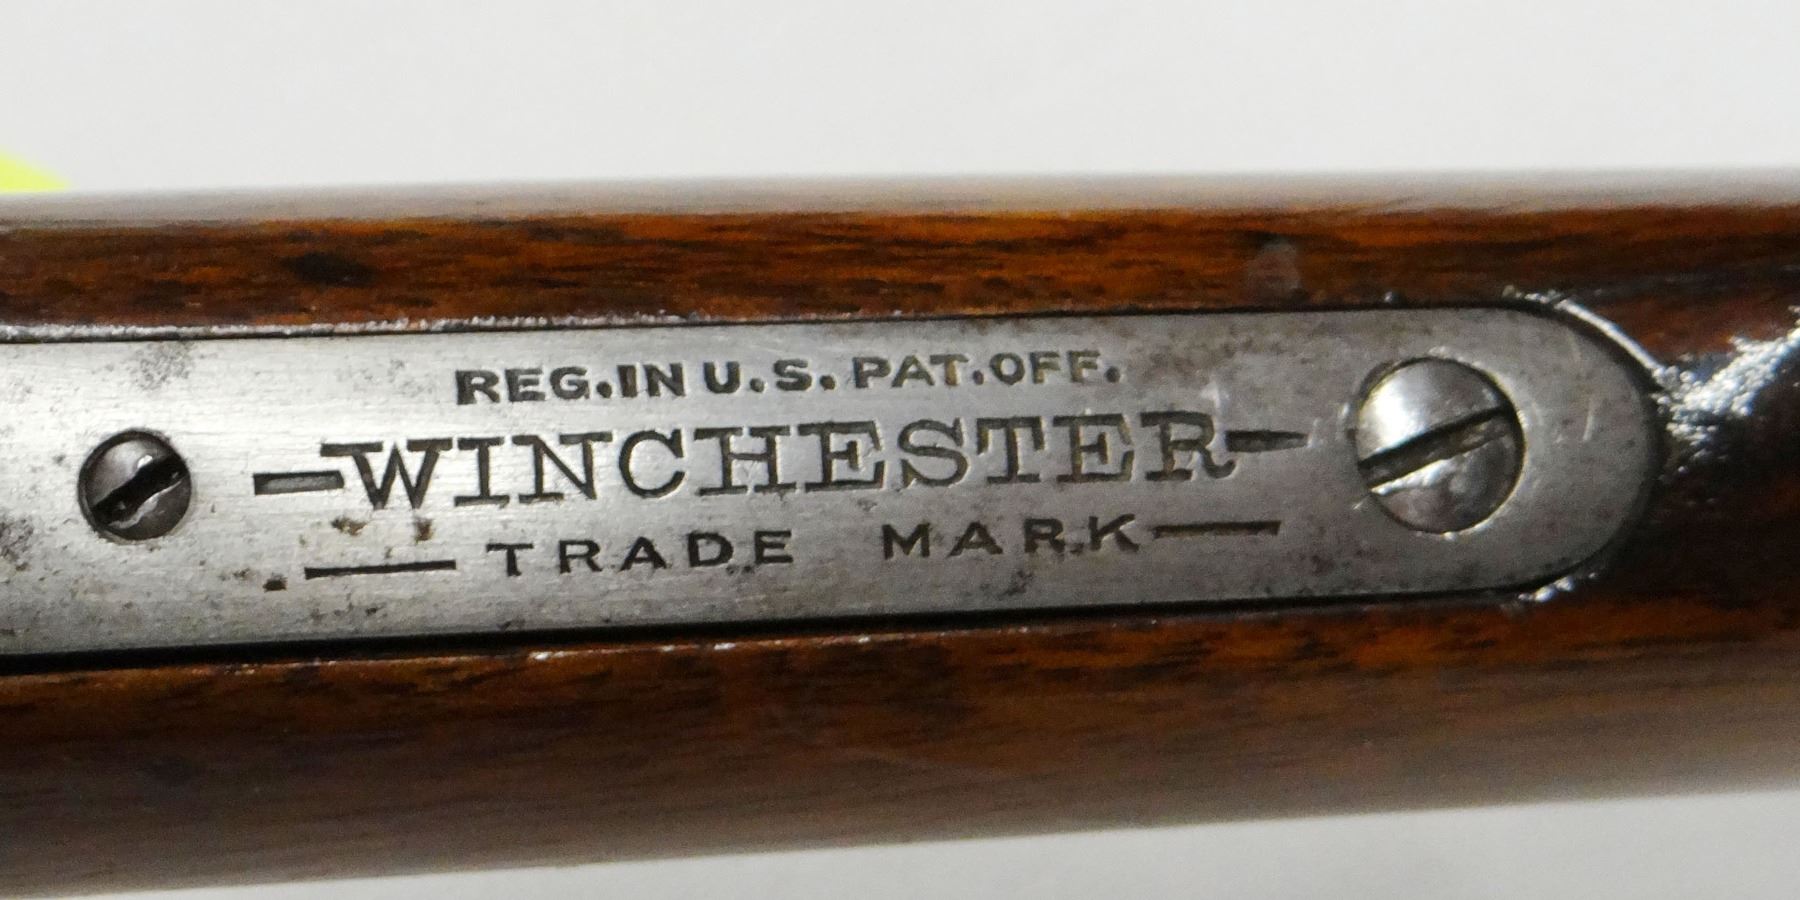 REG. IN U.S. PAT. OFF.
—WINCHESTER—
— TRADE MARK —